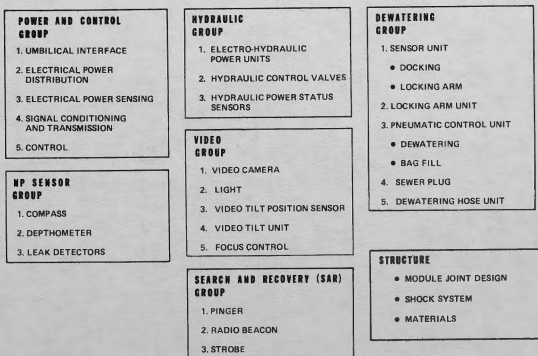 POWER AND CONTROL
GROUP
1. UMBILICAL INTERFACE
2. ELECTRICAL POWER
DISTRIBUTION
3. ELECTRICAL POWER SENSING
4. SIGNAL CONDITIONING
AND TRANSMISSION
5. CONTROL
NP SENSOR
GROUP
1. COMPASS
2. DEPTHOMETER
3. LEAK DETECTORS
HYDRAULIC
GROUP
1. ELECTRO-HYDRAULIC
POWER UNITS
2. HYDRAULIC CONTROL VALVES
3. HYDRAULIC POWER STATUS
SENSORS
VIDEO
GROUP
1. VIDEO CAMERA
2. LIGHT
3. VIDEO TILT POSITION SENSOR
4. VIDEO TILT UNIT
5. FOCUS CONTROL
SEARCH AND RECOVERY (SAR)
GROUP
1. PINGER
2. RADIO BEACON
3. STROBE
DEWATERING
GROUP
1. SENSOR UNIT
• DOCKING
• LOCKING ARM
2. LOCKING ARM UNIT
3. PNEUMATIC CONTROL UNIT
• DEWATERING
• BAG FILL
4. SEWER PLUG
5. DEWATERING HOSE UNIT
STRUCTURE
• MODULE JOINT DESIGN
• SHOCK SYSTEM
• MATERIALS